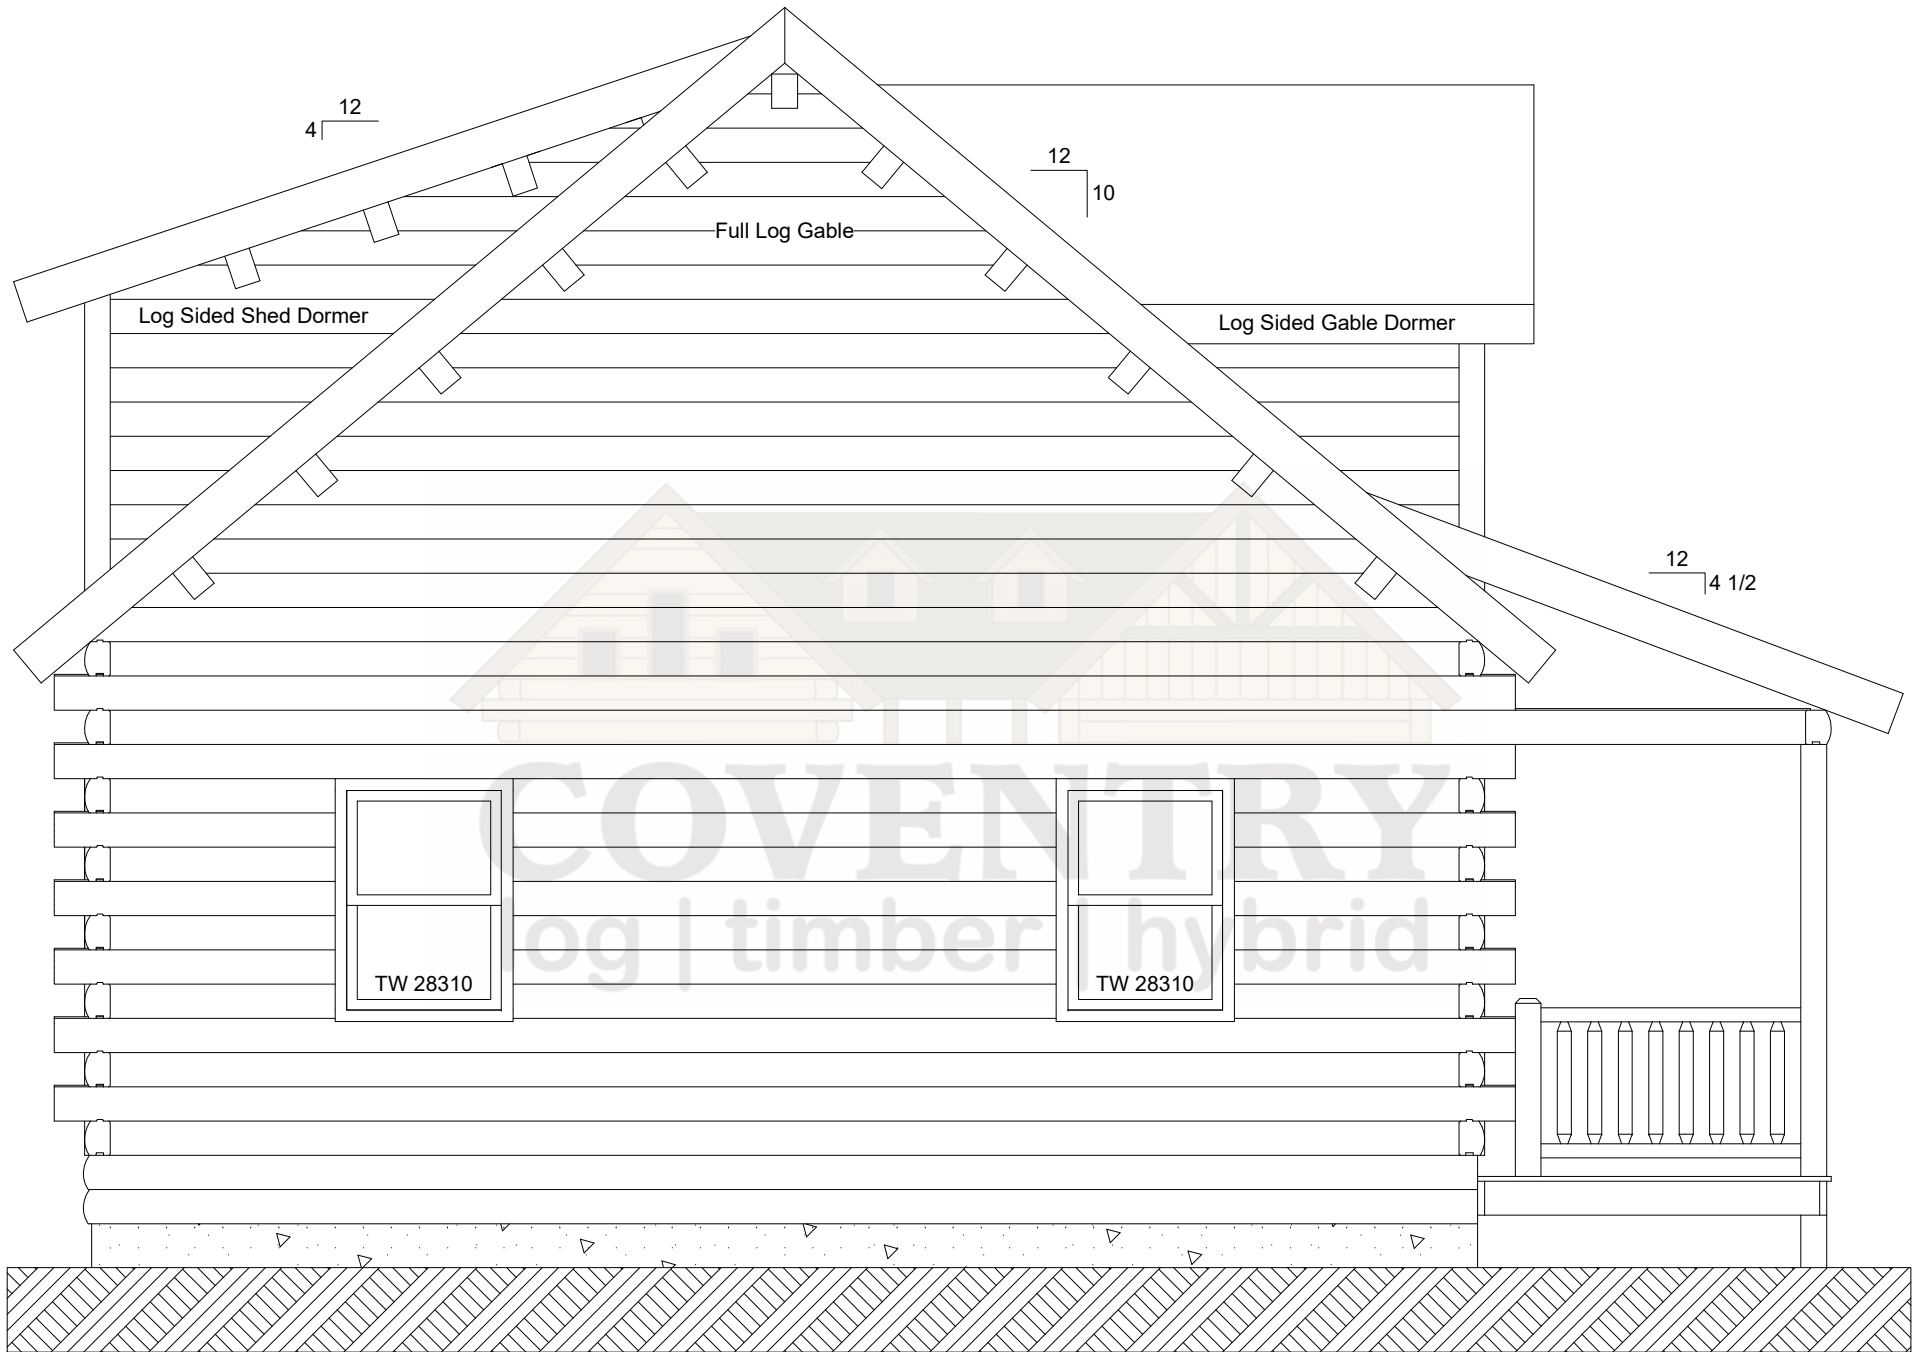 12
4
12
10
Full Log Gable
Log Sided Shed Dormer
Log Sided Gable Dormer
12
4 1/2
COVENTRY
log | timber | hybrid
TW 28310
TW 28310